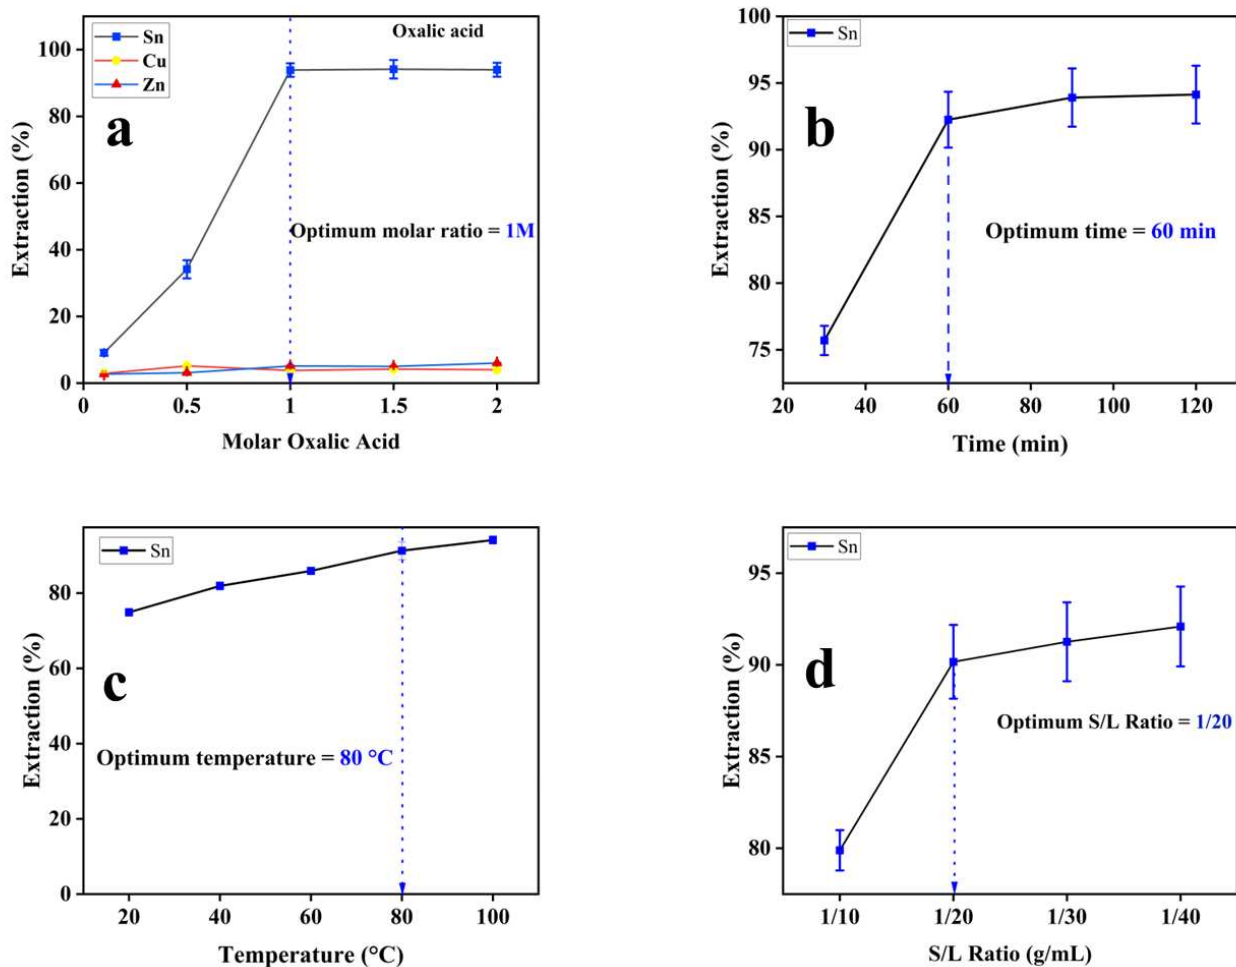 Oxalic acid
Sn
Cu
Zn
a
Optimum molar ratio = 1M
Extraction (%)
100
80
60
40
20
0
0 0.5 1 1.5 2
Molar Oxalic Acid
Sn
b
Optimum time = 60 min
Extraction (%)
100
95
90
85
80
75
20 40 60 80 100 120
Time (min)
Sn
c
Optimum temperature = 80 °C
Extraction (%)
80
60
40
20
0
20 40 60 80 100
Temperature (°C)
Sn
d
Optimum S/L Ratio = 1/20
Extraction (%)
95
90
85
80
1/10 1/20 1/30 1/40
S/L Ratio (g/mL)